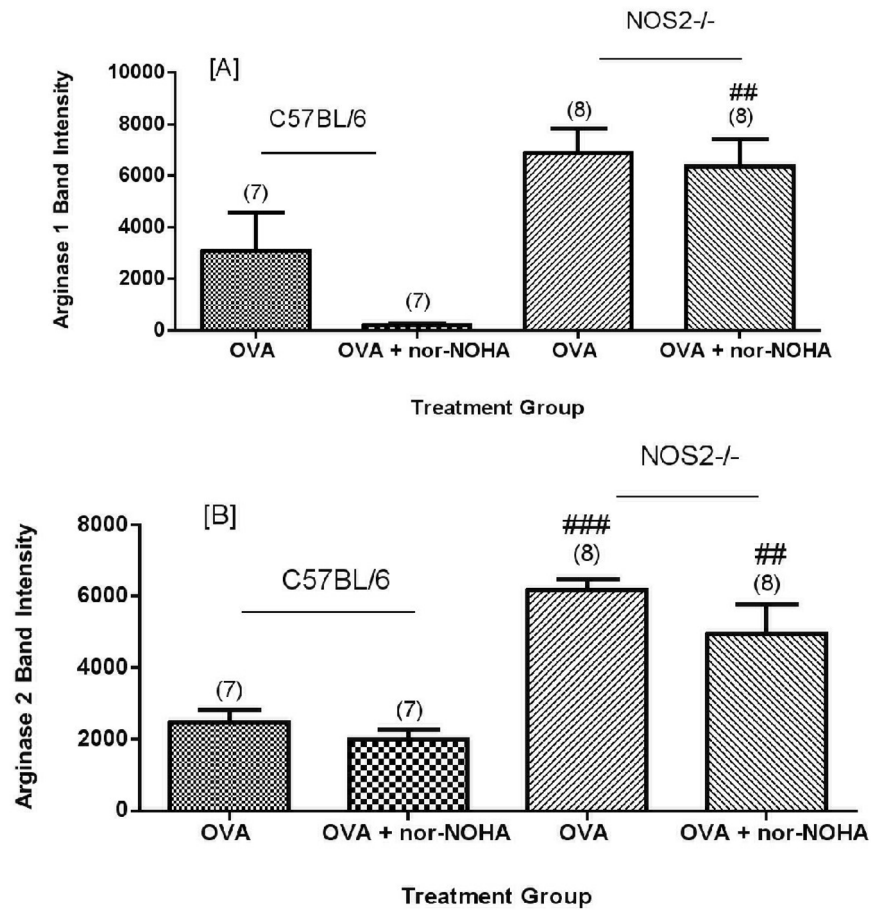 NOS2-/-
[A]
10000
##
(8)
(8)
C57BL/6
8000
(7)
6000
4000
(7)
2000
0
Arginase 1 Band Intensity
OVA
OVA + nor-NOHA
OVA
OVA + nor-NOHA
Treatment Group
NOS2-/-
[B]
8000
###
(8)
##
(8)
C57BL/6
6000
(7)
(7)
4000
2000
0
Arginase 2 Band Intensity
OVA
OVA + nor-NOHA
OVA
OVA + nor-NOHA
Treatment Group